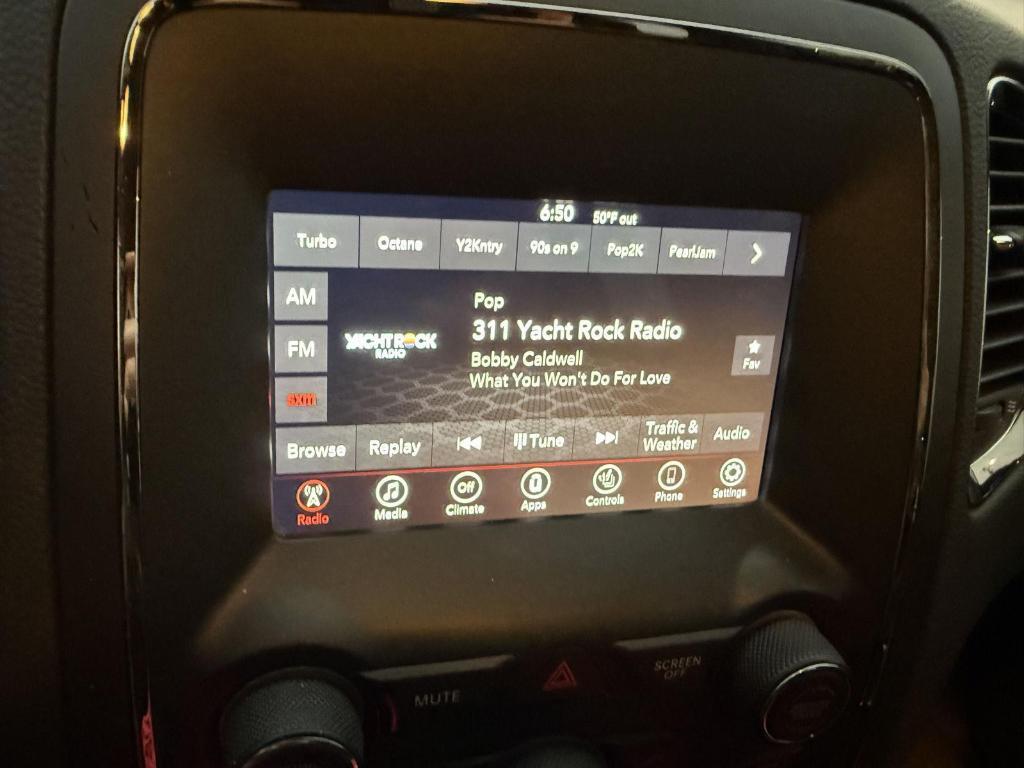 6:50 50°F out
Turbo Octane Y2Kntry 90s on 9 Pop2K PearlJam
AM
Pop
311 Yacht Rock Radio
FM
YACHT ROCK
RADIO
Bobby Caldwell
What You Won't Do For Love
Fav
sxm
Browse Replay Tune Traffic & Weather Audio
Off
Radio Media Climate Apps Controls Phone Settings
MUTE
SCREEN
OFF